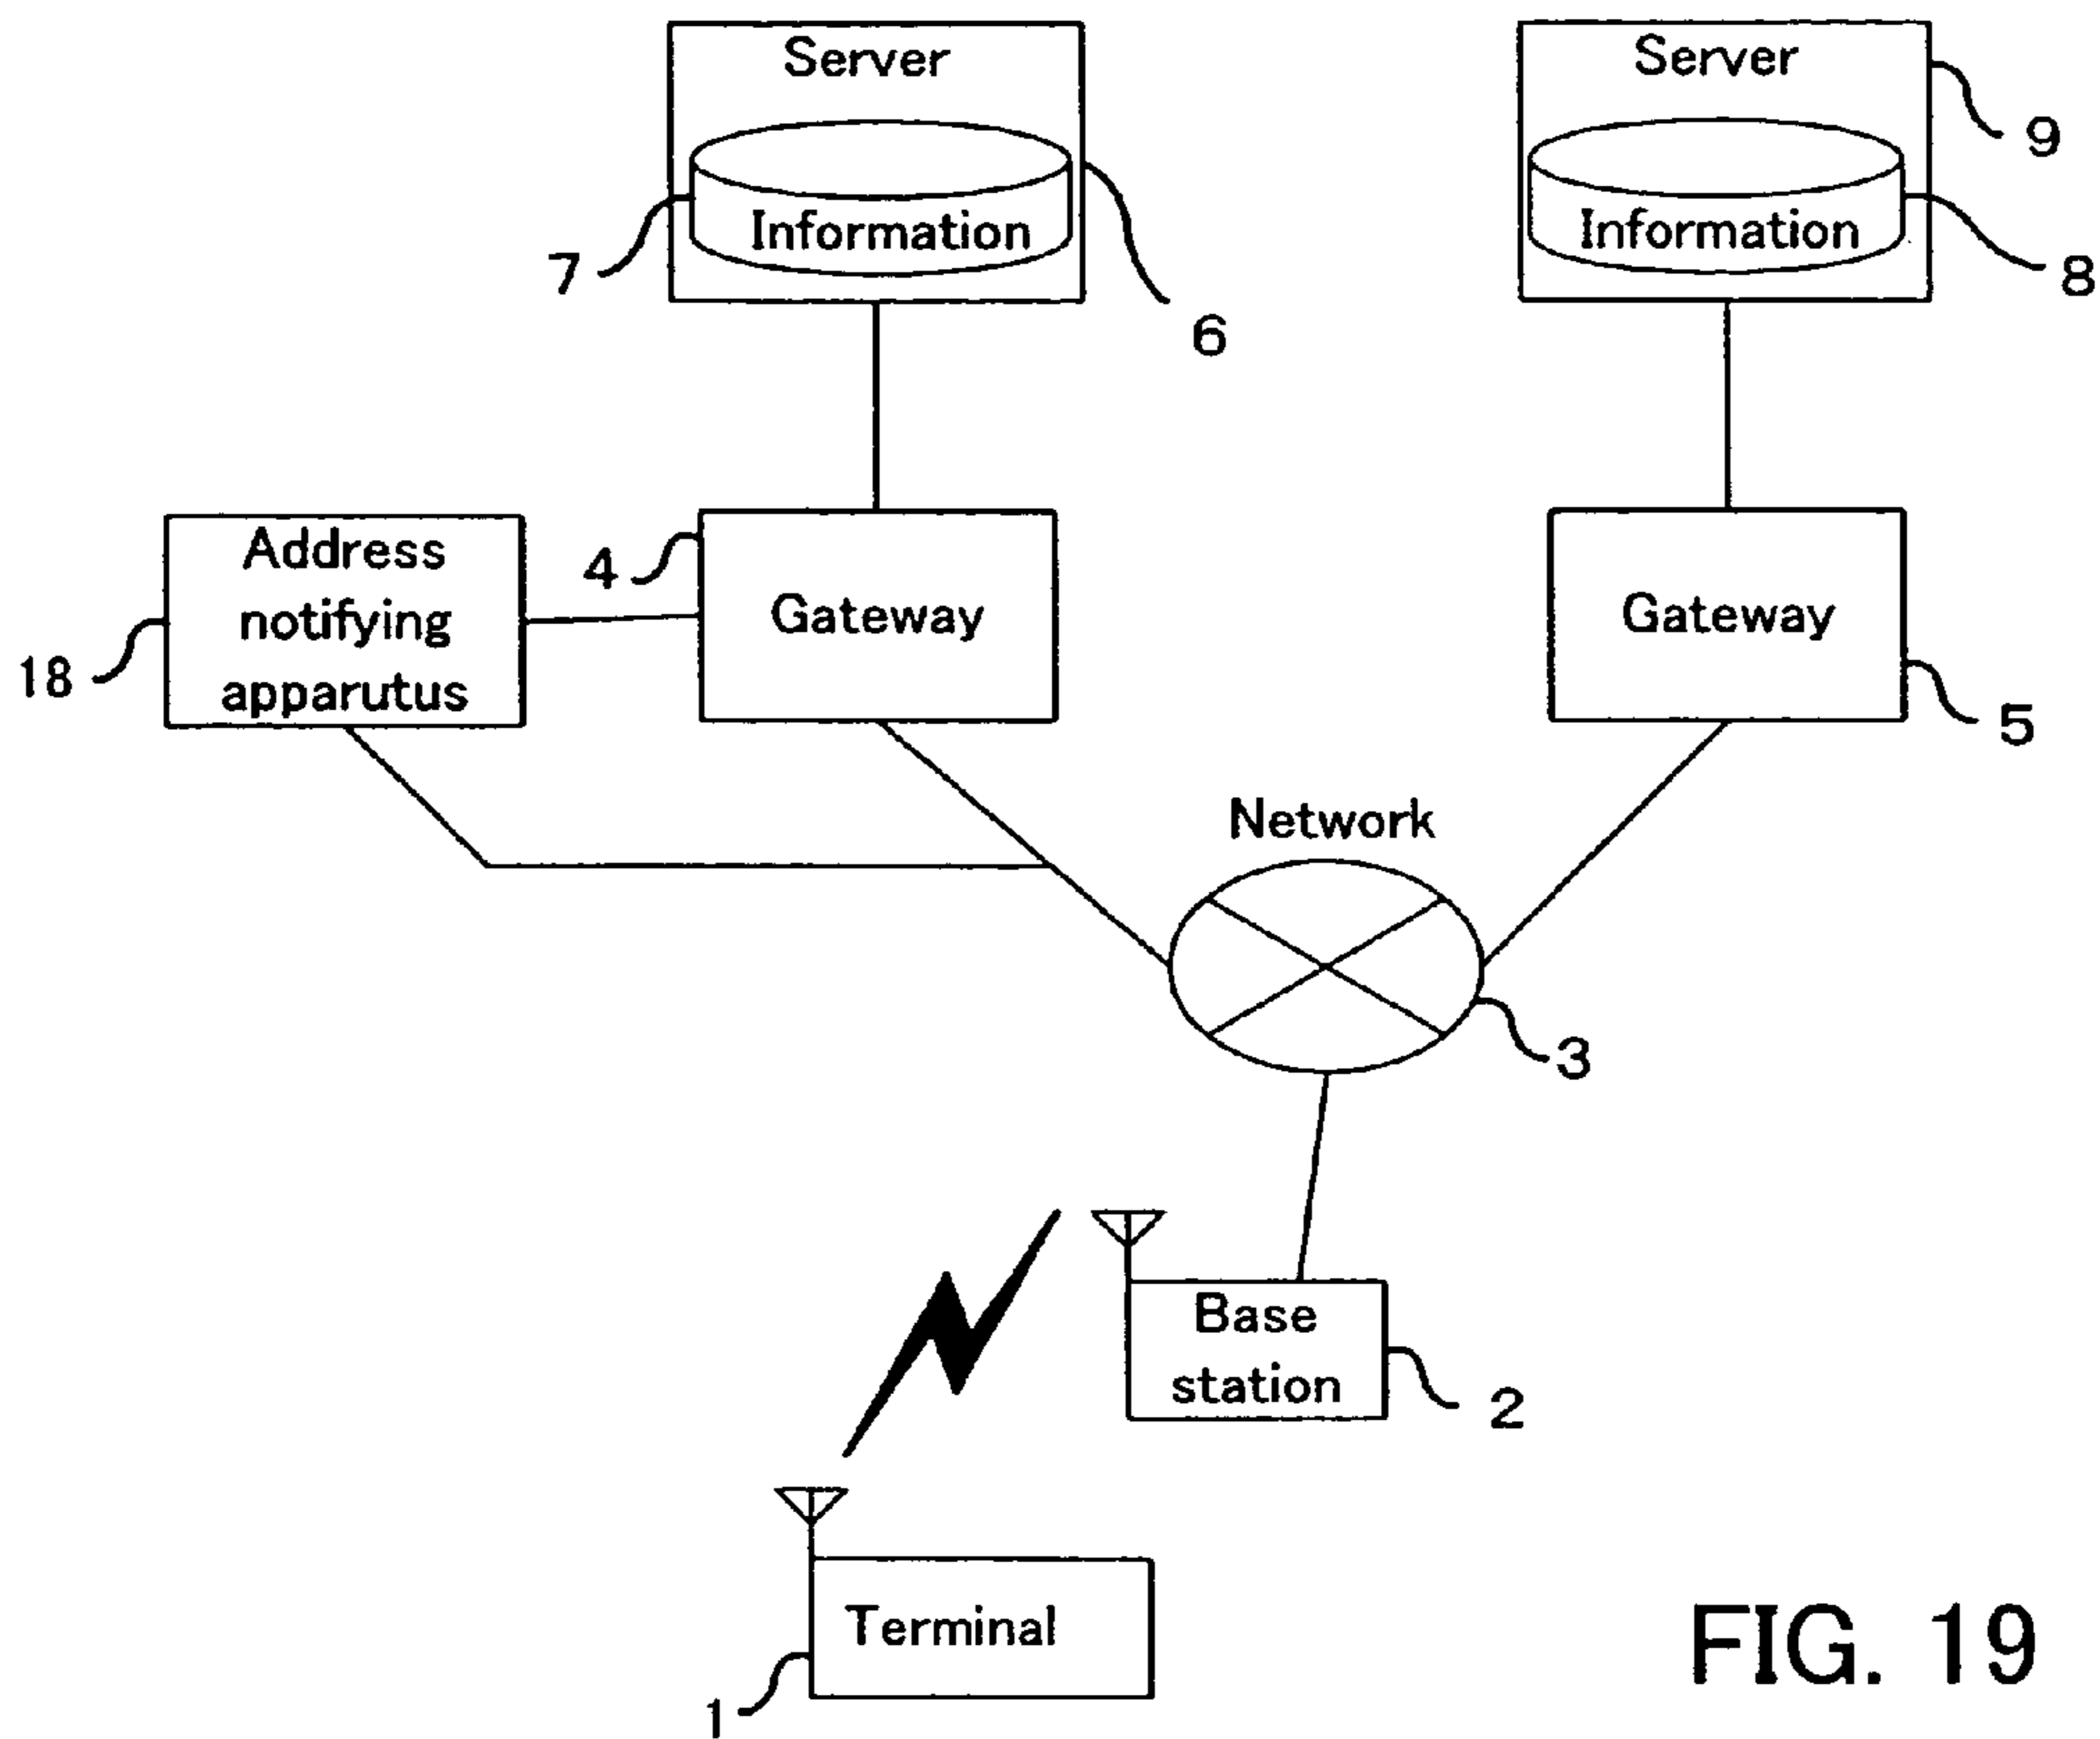 Server
Server
9
Information
Information
7
8
6
Address
notifying
apparutus
4
Gateway
Gateway
18
5
Network
3
Base
station
2
Terminal
1
FIG. 19